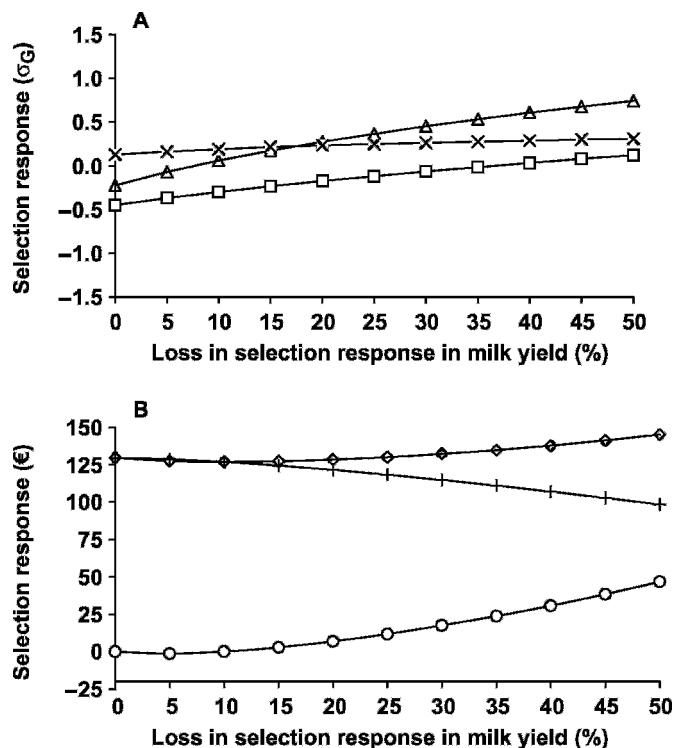 A
Selection response (σG)
1.5
1.0
0.5
0.0
–0.5
–1.0
–1.5
0 5 10 15 20 25 30 35 40 45 50
Loss in selection response in milk yield (%)
B
Selection response (€)
150
125
100
75
50
25
0
–25
0 5 10 15 20 25 30 35 40 45 50
Loss in selection response in milk yield (%)